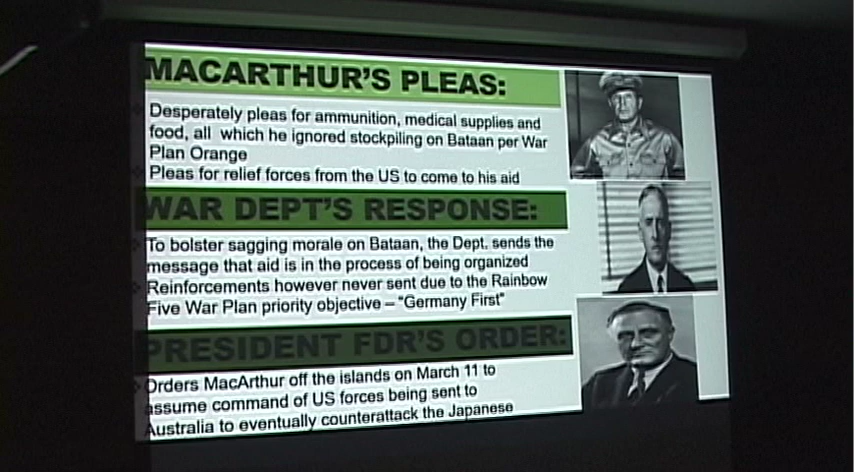 MACARTHUR'S PLEAS:
Desperately pleas for ammunition, medical supplies and
food, all which he ignored stockpiling on Bataan per War
Plan Orange
Pleas for relief forces from the US to come to his aid
WAR DEPT'S RESPONSE:
To bolster sagging morale on Bataan, the Dept. sends the
message that aid is in the process of being organized
Reinforcements however never sent due to the Rainbow
Five War Plan priority objective – "Germany First"
PRESIDENT FDR'S ORDER:
Orders MacArthur off the islands on March 11 to
assume command of US forces being sent to
Australia to eventually counterattack the Japanese